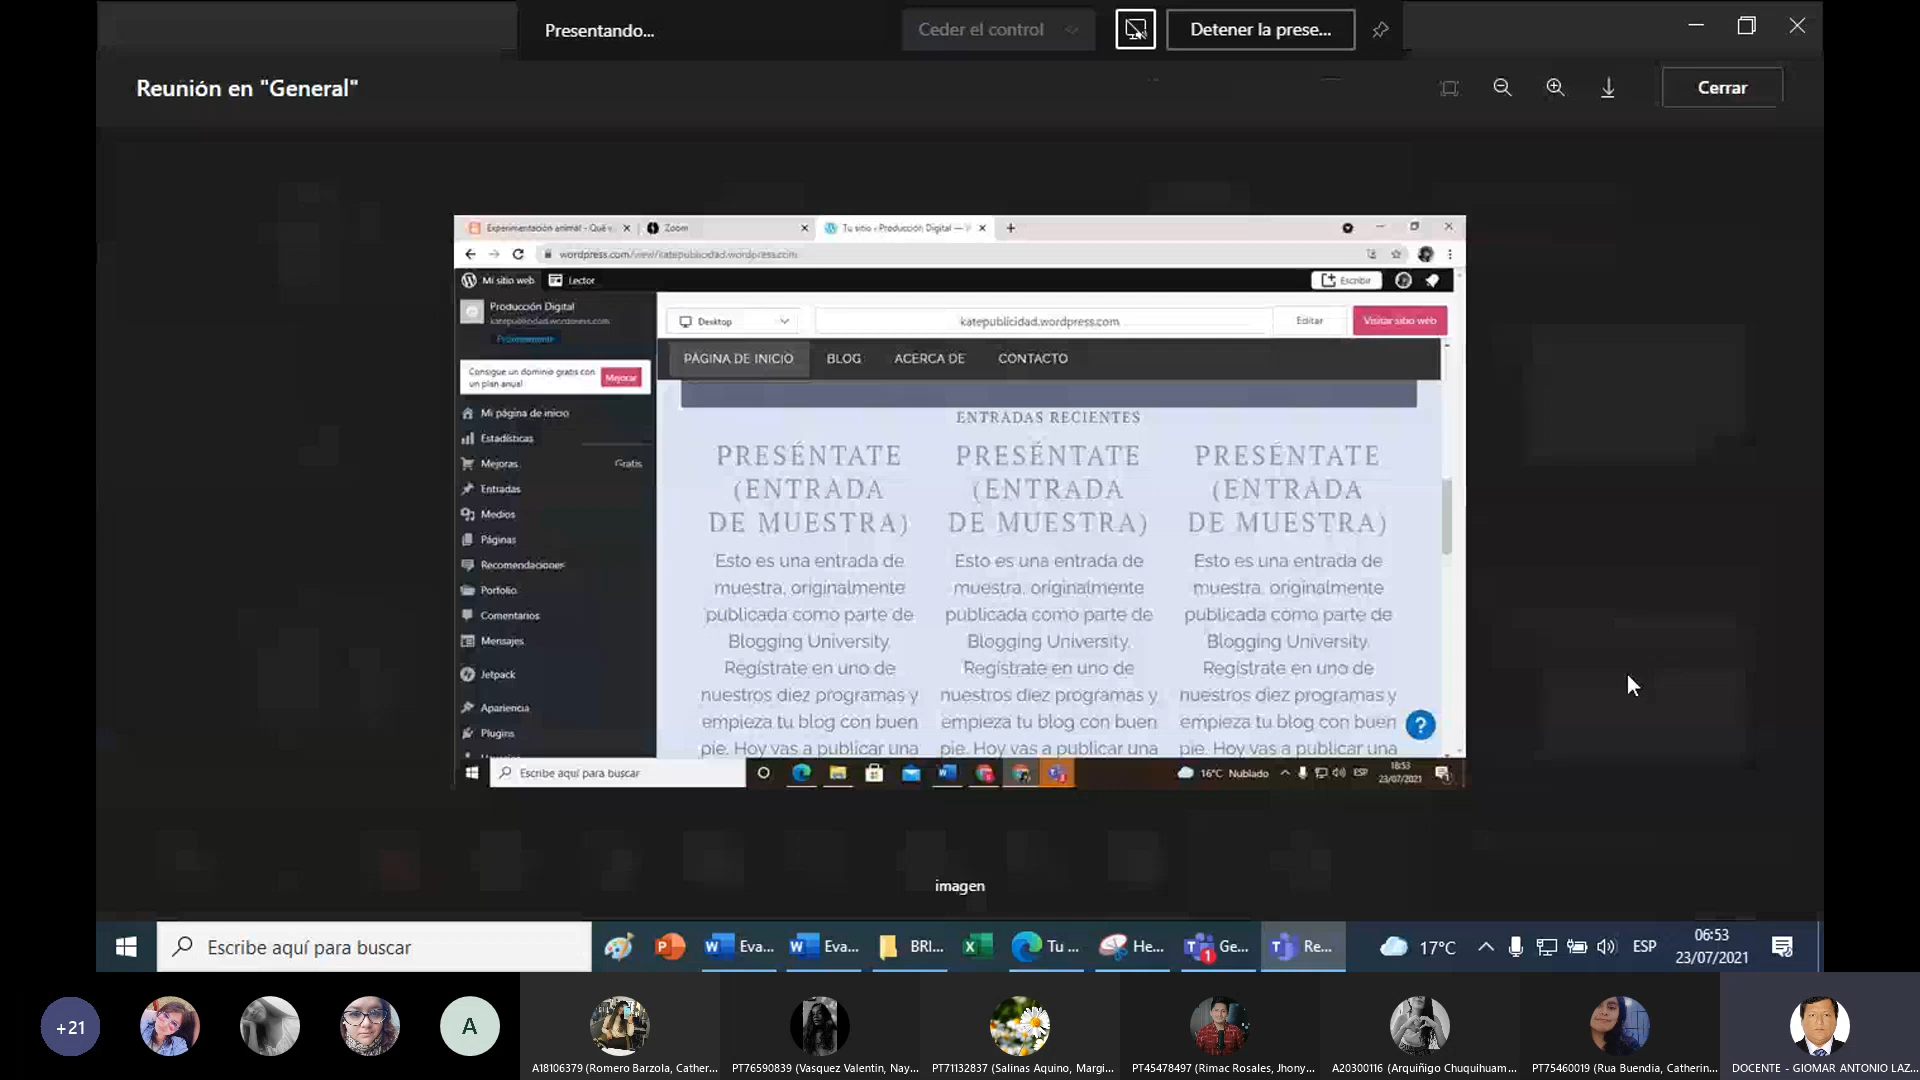 Presentando...
Ceder el control
Detener la prese...
Reunión en "General"
Cerrar
Experimentación animal - Qué
Zoom
Tu sitio ‹ Producción Digital —
wordpress.com/view/katepublicidad.wordpress.com
Mi sitio web
Lector
Escribir
Producción Digital
katepublicidad.wordpress.com
Próximamente
Consigue un dominio gratis con
un plan anual
Mejorar
Mi página de inicio
Estadísticas
Mejoras
Gratis
Entradas
Medios
Páginas
Recomendaciones
Porfolio
Comentarios
Mensajes
Jetpack
Apariencia
Plugins
Desktop
katepublicidad.wordpress.com
Editar
Visitar sitio web
PÁGINA DE INICIO
BLOG
ACERCA DE
CONTACTO
ENTRADAS RECIENTES
PRESÉNTATE
(ENTRADA
DE MUESTRA)
Esto es una entrada de
muestra, originalmente
publicada como parte de
Blogging University.
Regístrate en uno de
nuestros diez programas y
empieza tu blog con buen
pie. Hoy vas a publicar una
PRESÉNTATE
(ENTRADA
DE MUESTRA)
Esto es una entrada de
muestra, originalmente
publicada como parte de
Blogging University.
Regístrate en uno de
nuestros diez programas y
empieza tu blog con buen
pie. Hoy vas a publicar una
PRESÉNTATE
(ENTRADA
DE MUESTRA)
Esto es una entrada de
muestra, originalmente
publicada como parte de
Blogging University.
Regístrate en uno de
nuestros diez programas y
empieza tu blog con buen
pie. Hoy vas a publicar una
?
Escribe aquí para buscar
16°C Nublado
ESP
18:53
23/07/2021
imagen
Escribe aquí para buscar
Eva...
Eva...
BRI...
Tu ...
He...
Ge...
1
Re...
17°C
ESP
06:53
23/07/2021
+21
A
A18106379 (Romero Barzola, Cather...
PT76590839 (Vasquez Valentin, Nay...
PT71132837 (Salinas Aquino, Margi...
PT45478497 (Rimac Rosales, Jhony...
A20300116 (Arquiñigo Chuquihuam...
PT75460019 (Rua Buendia, Catherin...
DOCENTE - GIOMAR ANTONIO LAZ...